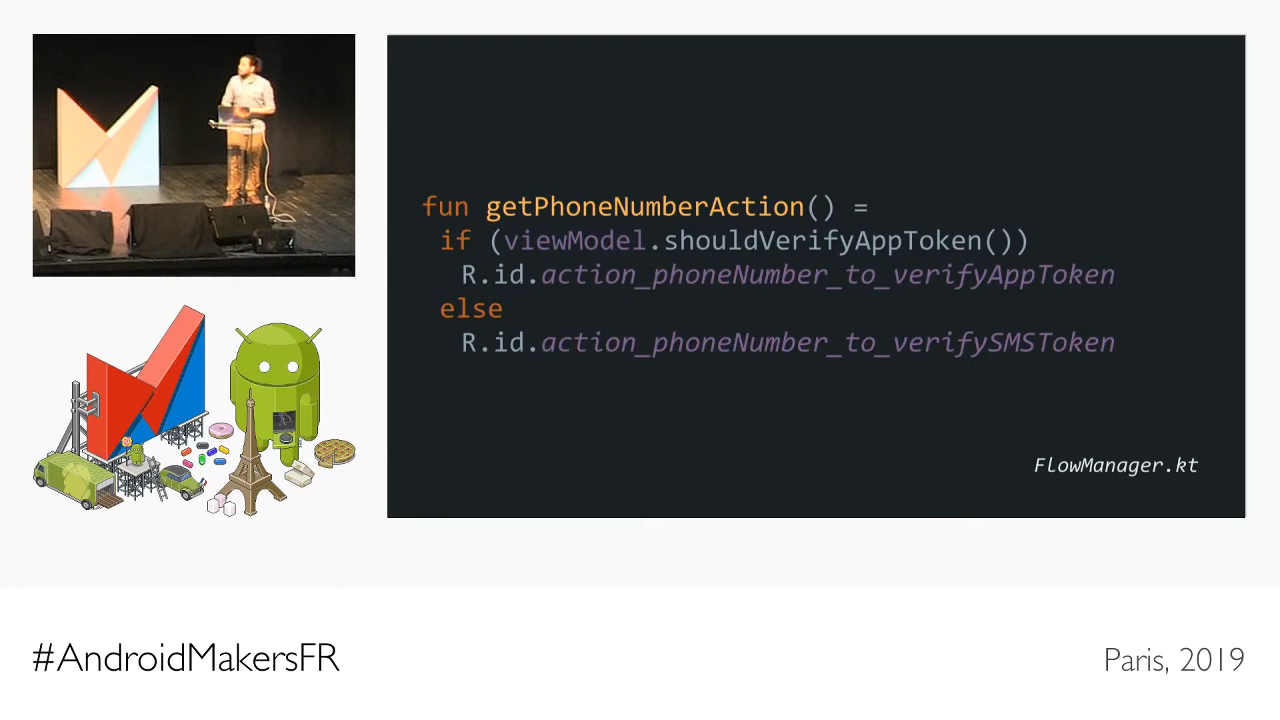 fun getPhoneNumberAction() =
if (viewModel.shouldVerifyAppToken())
R.id.action_phoneNumber_to_verifyAppToken
else
R.id.action_phoneNumber_to_verifySMSToken
FlowManager.kt
#AndroidMakersFR
Paris, 2019